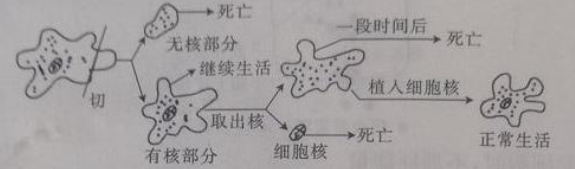 死亡
无核部分
继续生活
切
取出核
有核部分
一段时间后
死亡
植入细胞核
死亡
细胞核
正常生活